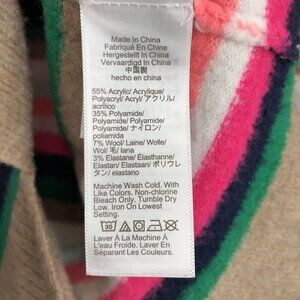 Made In China
Fabriqué En Chine
Hergestellt In China
Vervaardigd In China
中国製
hecho en china
55% Acrylic/ Acrylique/
Polyacryl/ Acryl/ アクリル/
acrílico
35% Polyamide/
Polyamide/ Polyamid/
Polyamide/ ナイロン/
poliamida
7% Wool/ Laine/ Wolle/
Wol/ 毛/ lana
3% Elastane/ Élasthanne/
Elastan/ Elastaan/ ポリウレ
タン/ elastano
Machine Wash Cold. With
Like Colors. Non-chlorine
Bleach Only. Tumble Dry
Low. Iron On Lowest
Setting.
30
Laver À La Machine À
L'eau Froide. Laver En
Séparant Les Couleurs.